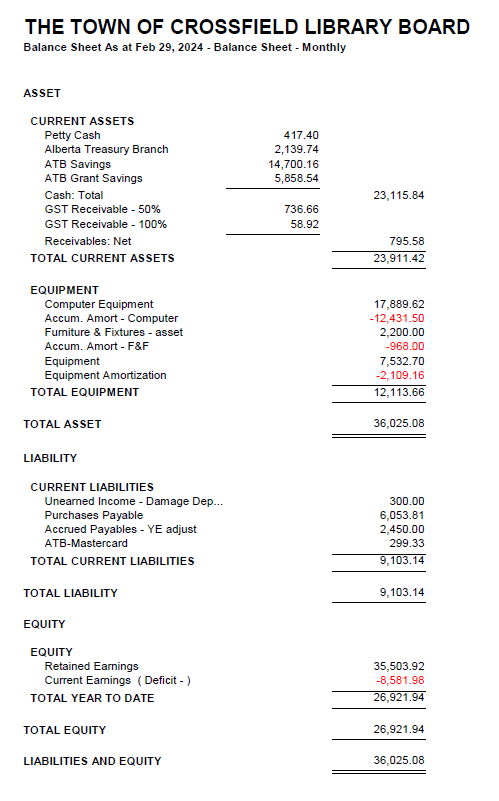 THE TOWN OF CROSSFIELD LIBRARY BOARD
Balance Sheet As at Feb 29, 2024 - Balance Sheet - Monthly
ASSET
CURRENT ASSETS
Petty Cash 417.40
Alberta Treasury Branch 2,139.74
ATB Savings 14,700.16
ATB Grant Savings 5,858.54
Cash: Total 23,115.84
GST Receivable - 50% 736.66
GST Receivable - 100% 58.92
Receivables: Net 795.58
TOTAL CURRENT ASSETS 23,911.42
EQUIPMENT
Computer Equipment 17,889.62
Accum. Amort - Computer -12,431.50
Furniture & Fixtures - asset 2,200.00
Accum. Amort - F&F -968.00
Equipment 7,532.70
Equipment Amortization -2,109.16
TOTAL EQUIPMENT 12,113.66
TOTAL ASSET 36,025.08
LIABILITY
CURRENT LIABILITIES
Unearned Income - Damage Dep... 300.00
Purchases Payable 6,053.81
Accrued Payables - YE adjust 2,450.00
ATB-Mastercard 299.33
TOTAL CURRENT LIABILITIES 9,103.14
TOTAL LIABILITY 9,103.14
EQUITY
EQUITY
Retained Earnings 35,503.92
Current Earnings ( Deficit - ) -8,581.98
TOTAL YEAR TO DATE 26,921.94
TOTAL EQUITY 26,921.94
LIABILITIES AND EQUITY 36,025.08